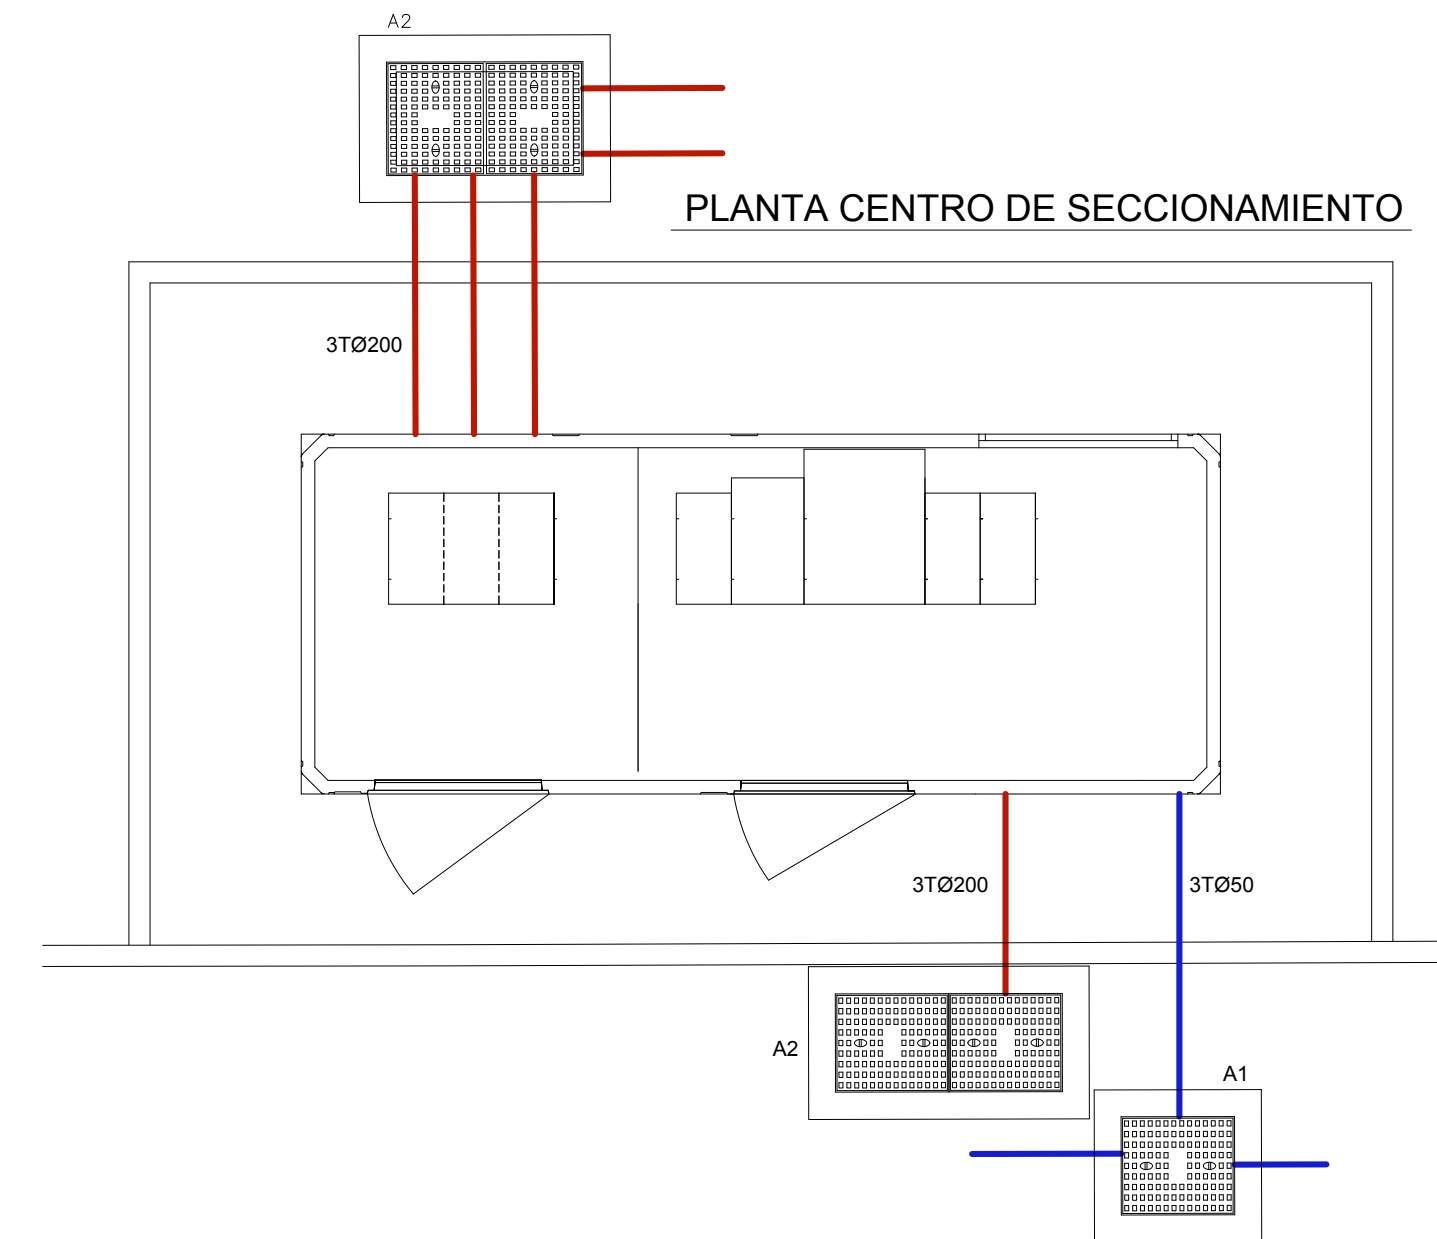 A2
PLANTA CENTRO DE SECCIONAMIENTO
3TØ200
3TØ200
3TØ50
A2
A1